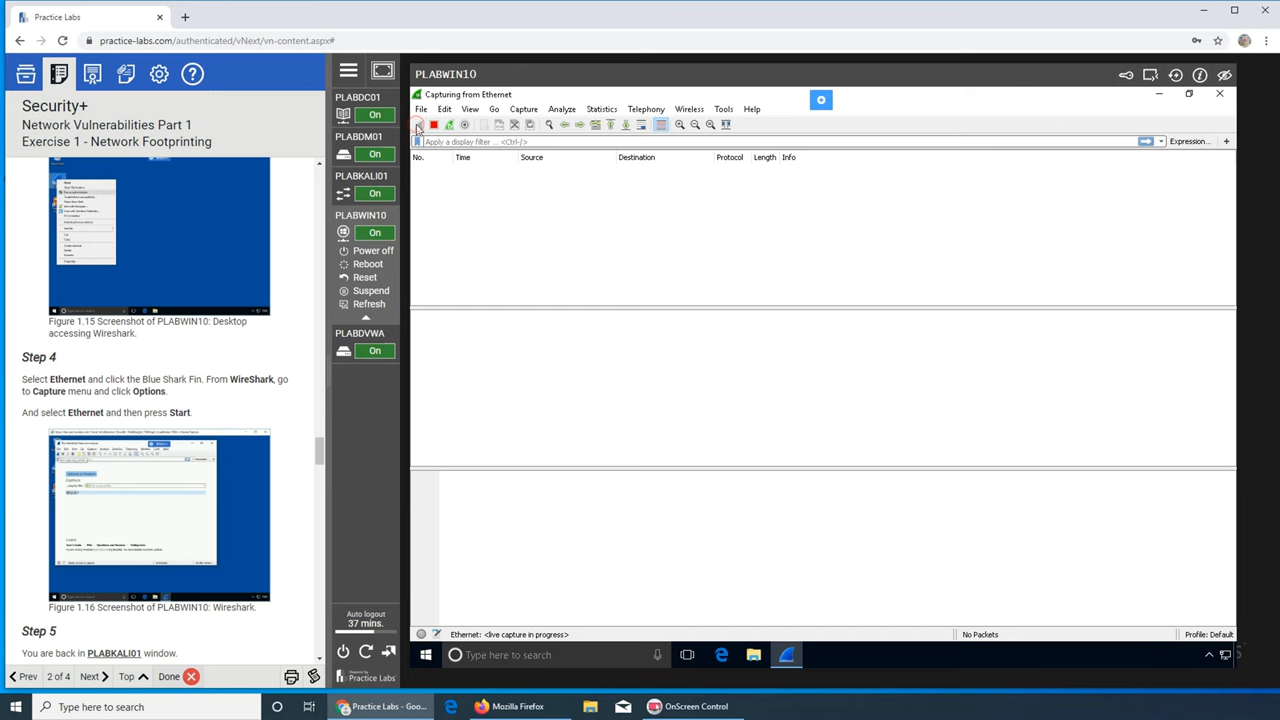 Practice Labs
practice-labs.com/authenticated/vNext/vn-content.aspx#
Security+
Network Vulnerabilities Part 1
Exercise 1 - Network Footprinting
Figure 1.15 Screenshot of PLABWIN10: Desktop
accessing Wireshark.
Step 4
Select Ethernet and click the Blue Shark Fin. From WireShark, go
to Capture menu and click Options.
And select Ethernet and then press Start.
Figure 1.16 Screenshot of PLABWIN10: Wireshark.
Step 5
You are back in PLABKALI01 window.
Prev 2 of 4 Next Top Done
PLABDC01
On
PLABDM01
On
PLABKALI01
On
PLABWIN10
On
Power off
Reboot
Reset
Suspend
Refresh
PLABDVWA
On
Auto logout
37 mins.
Practice Labs
PLABWIN10
Capturing from Ethernet
File Edit View Go Capture Analyze Statistics Telephony Wireless Tools Help
Apply a display filter ... <Ctrl-/> Expression... +
No. Time Source Destination Protocol Length Info
Ethernet: <live capture in progress> No Packets Profile: Default
Type here to search
Type here to search Practice Labs - Goo... Mozilla Firefox OnScreen Control